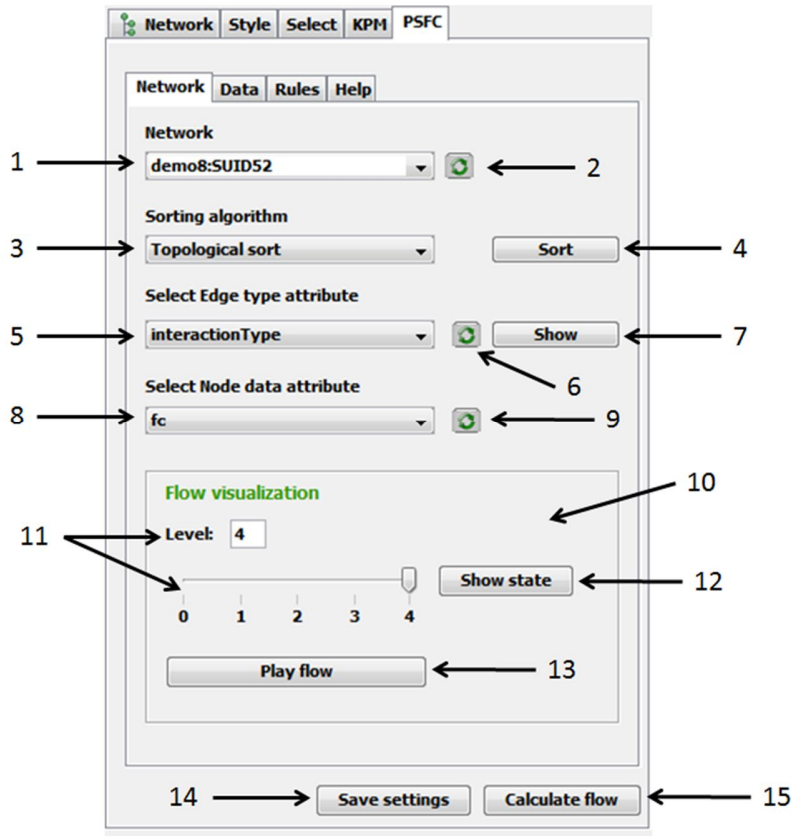 Network Style Select KPM PSFC
Network Data Rules Help
Network
1 demo8:SUID52 2
Sorting algorithm
3 Topological sort Sort 4
Select Edge type attribute
5 interactionType Show 7
6
Select Node data attribute
8 fc 9
10
Flow visualization
11 Level: 4
Show state 12
0 1 2 3 4
Play flow 13
14 Save settings Calculate flow 15